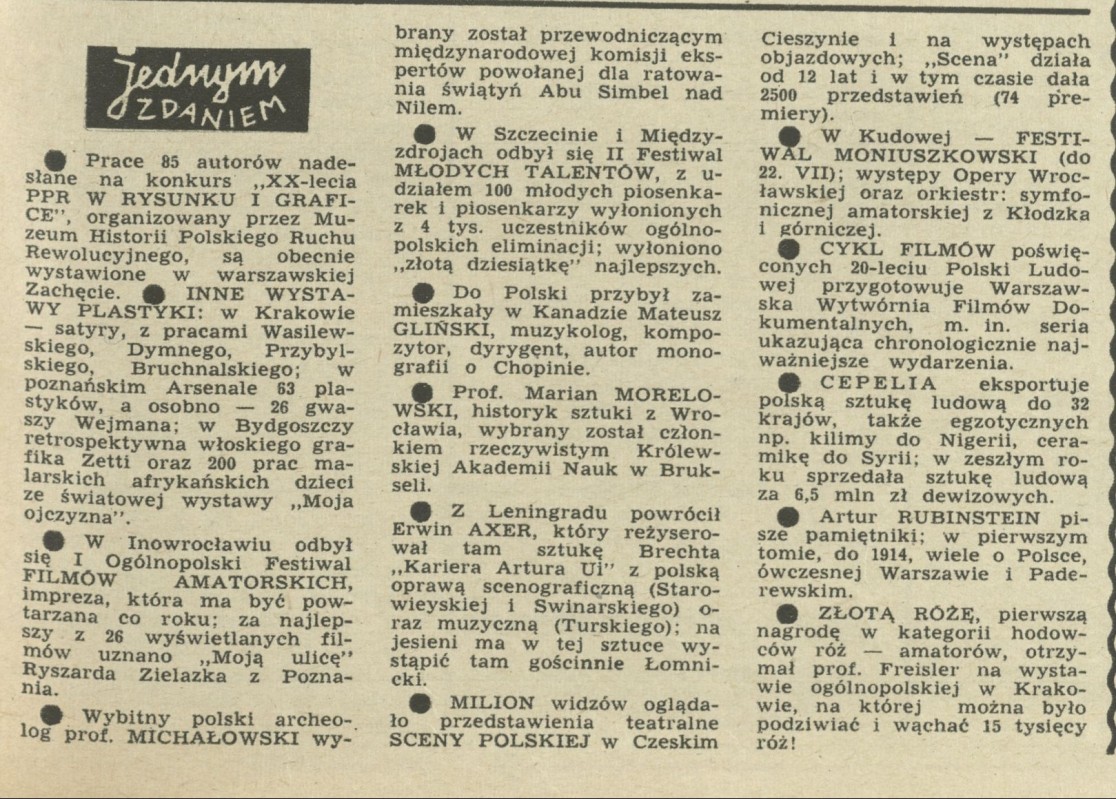 jednym
ZDANIEM
● Prace 85 autorów nade-
słane na konkurs „XX-lecia
PPR W RYSUNKU I GRAFI-
CE”, organizowany przez Mu-
zeum Historii Polskiego Ruchu
Rewolucyjnego, są obecnie
wystawione w warszawskiej
Zachęcie. ● INNE WYSTA-
WY PLASTYKI: w Krakowie
— satyry, z pracami Wasilew-
skiego, Dymnego, Przybyl-
skiego, Bruchnalskiego; w
poznańskim Arsenale 63 pla-
styków, a osobno — 26 gwa-
szy Wejmana; w Bydgoszczy
retrospektywna włoskiego gra-
fika Zetti oraz 200 prac ma-
larskich afrykańskich dzieci
ze światowej wystawy „Moja
ojczyzna”.
● W Inowrocławiu odbył
się I Ogólnopolski Festiwal
FILMÓW AMATORSKICH,
impreza, która ma być pow-
tarzana co roku; za najlep-
szy z 26 wyświetlanych fil-
mów uznano „Moją ulicę”
Ryszarda Zielazka z Pozna-
nia.
● Wybitny polski archeo-
log prof. MICHAŁOWSKI wy-
brany został przewodniczącym
międzynarodowej komisji eks-
pertów powołanej dla ratowa-
nia świątyń Abu Simbel nad
Nilem.
● W Szczecinie i Między-
zdrojach odbył się II Festiwal
MŁODYCH TALENTÓW, z u-
działem 100 młodych piosenka-
rek i piosenkarzy wyłonionych
z 4 tys. uczestników ogólno-
polskich eliminacji; wyłoniono
„złotą dziesiątkę” najlepszych.
● Do Polski przybył za-
mieszkały w Kanadzie Mateusz
GLIŃSKI, muzykolog, kompo-
zytor, dyrygent, autor mono-
grafii o Chopinie.
● Prof. Marian MORELO-
WSKI, historyk sztuki z Wro-
cławia, wybrany został człon-
kiem rzeczywistym Królew-
skiej Akademii Nauk w Bruk-
seli.
● Z Leningradu powrócił
Erwin AXER, który reżysero-
wał tam sztukę Brechta
„Kariera Artura Ui” z polską
oprawą scenograficzną (Staro-
wieyskiej i Swinarskiego) o-
raz muzyczną (Turskiego); na
jesieni ma w tej sztuce wy-
stąpić tam gościnnie Łomni-
cki.
● MILION widzów ogląda-
ło przedstawienia teatralne
SCENY POLSKIEJ w Czeskim
Cieszynie i na występach
objazdowych; „Scena” działa
od 12 lat i w tym czasie dała
2500 przedstawień (74 pre-
miery).
● W Kudowej — FESTI-
WAL MONIUSZKOWSKI (do
22. VII); występy Opery Wroc-
ławskiej oraz orkiestr: symfo-
nicznej amatorskiej z Kłodzka
i górniczej.
● CYKL FILMÓW poświę-
conych 20-leciu Polski Ludo-
wej przygotowuje Warszaw-
ska Wytwórnia Filmów Do-
kumentalnych, m. in. seria
ukazująca chronologicznie naj-
ważniejsze wydarzenia.
● CEPELIA eksportuje
polską sztukę ludową do 32
krajów, także egzotycznych
np. kilimy do Nigerii, cera-
mikę do Syrii; w zeszłym ro-
ku sprzedała sztukę ludową
za 6,5 mln zł dewizowych.
● Artur RUBINSTEIN pi-
sze pamiętniki; w pierwszym
tomie, do 1914, wiele o Polsce,
ówczesnej Warszawie i Pade-
rewskim.
● ZŁOTĄ RÓŻĘ, pierwszą
nagrodę w kategorii hodow-
ców róż — amatorów, otrzy-
mał prof. Freisler na wysta-
wie ogólnopolskiej w Krako-
wie, na której można było
podziwiać i wąchać 15 tysięcy
róż!